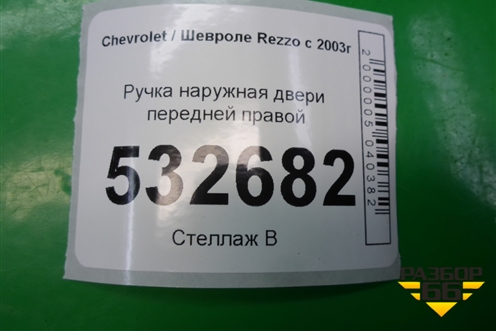 Chevrolet / Шевроле Rezzo с 2003г
Ручка наружная двери
передней правой
532682
Стеллаж В
2000005040382
РАЗБОР
66